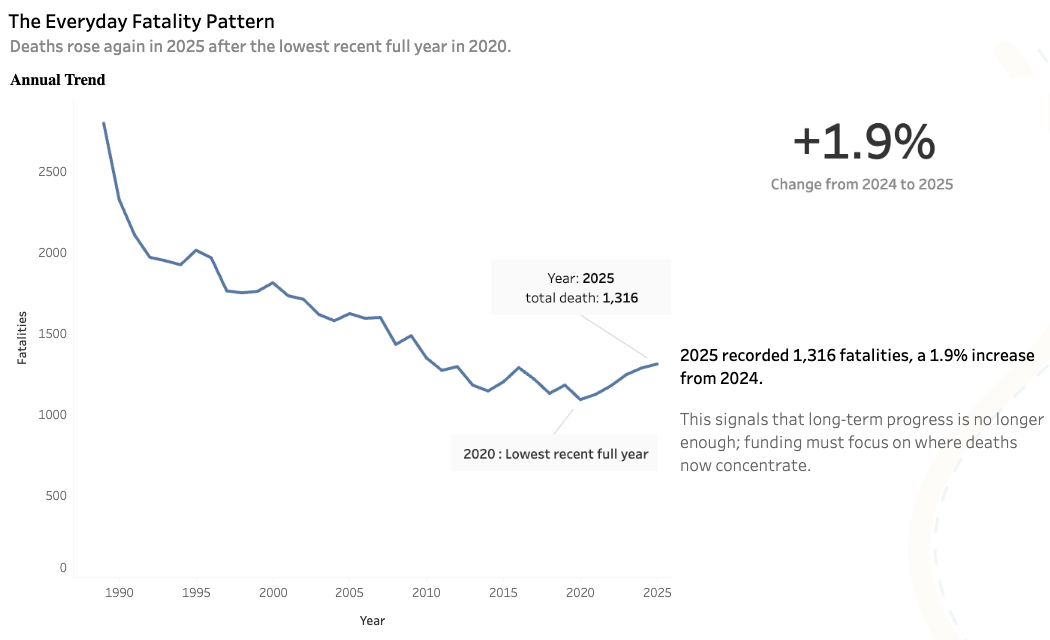 The Everyday Fatality Pattern
Deaths rose again in 2025 after the lowest recent full year in 2020.
Annual Trend
+1.9%
Change from 2024 to 2025
2500
2000
1500
1000
500
0
Fatalities
Year: 2025
total death: 1,316
2020 : Lowest recent full year
2025 recorded 1,316 fatalities, a 1.9% increase
from 2024.
This signals that long-term progress is no longer
enough; funding must focus on where deaths
now concentrate.
1990 1995 2000 2005 2010 2015 2020 2025
Year